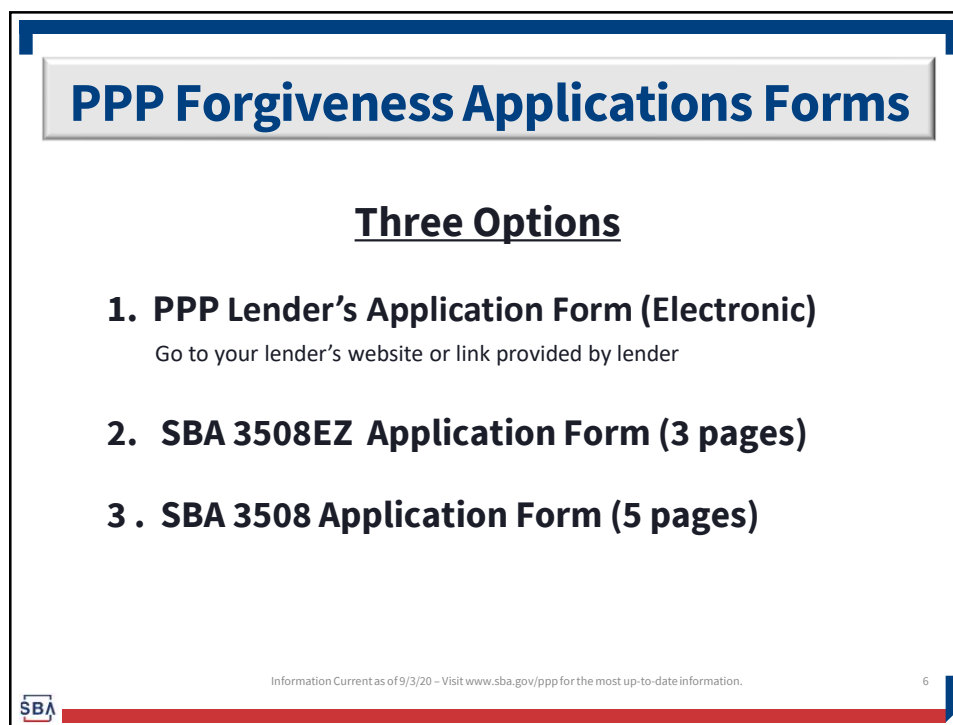 PPP Forgiveness Applications Forms
Three Options
1. PPP Lender’s Application Form (Electronic)
Go to your lender’s website or link provided by lender
2. SBA 3508EZ Application Form (3 pages)
3 . SBA 3508 Application Form (5 pages)
Information Current as of 9/3/20 – Visit www.sba.gov/ppp for the most up-to-date information.
6
SBA